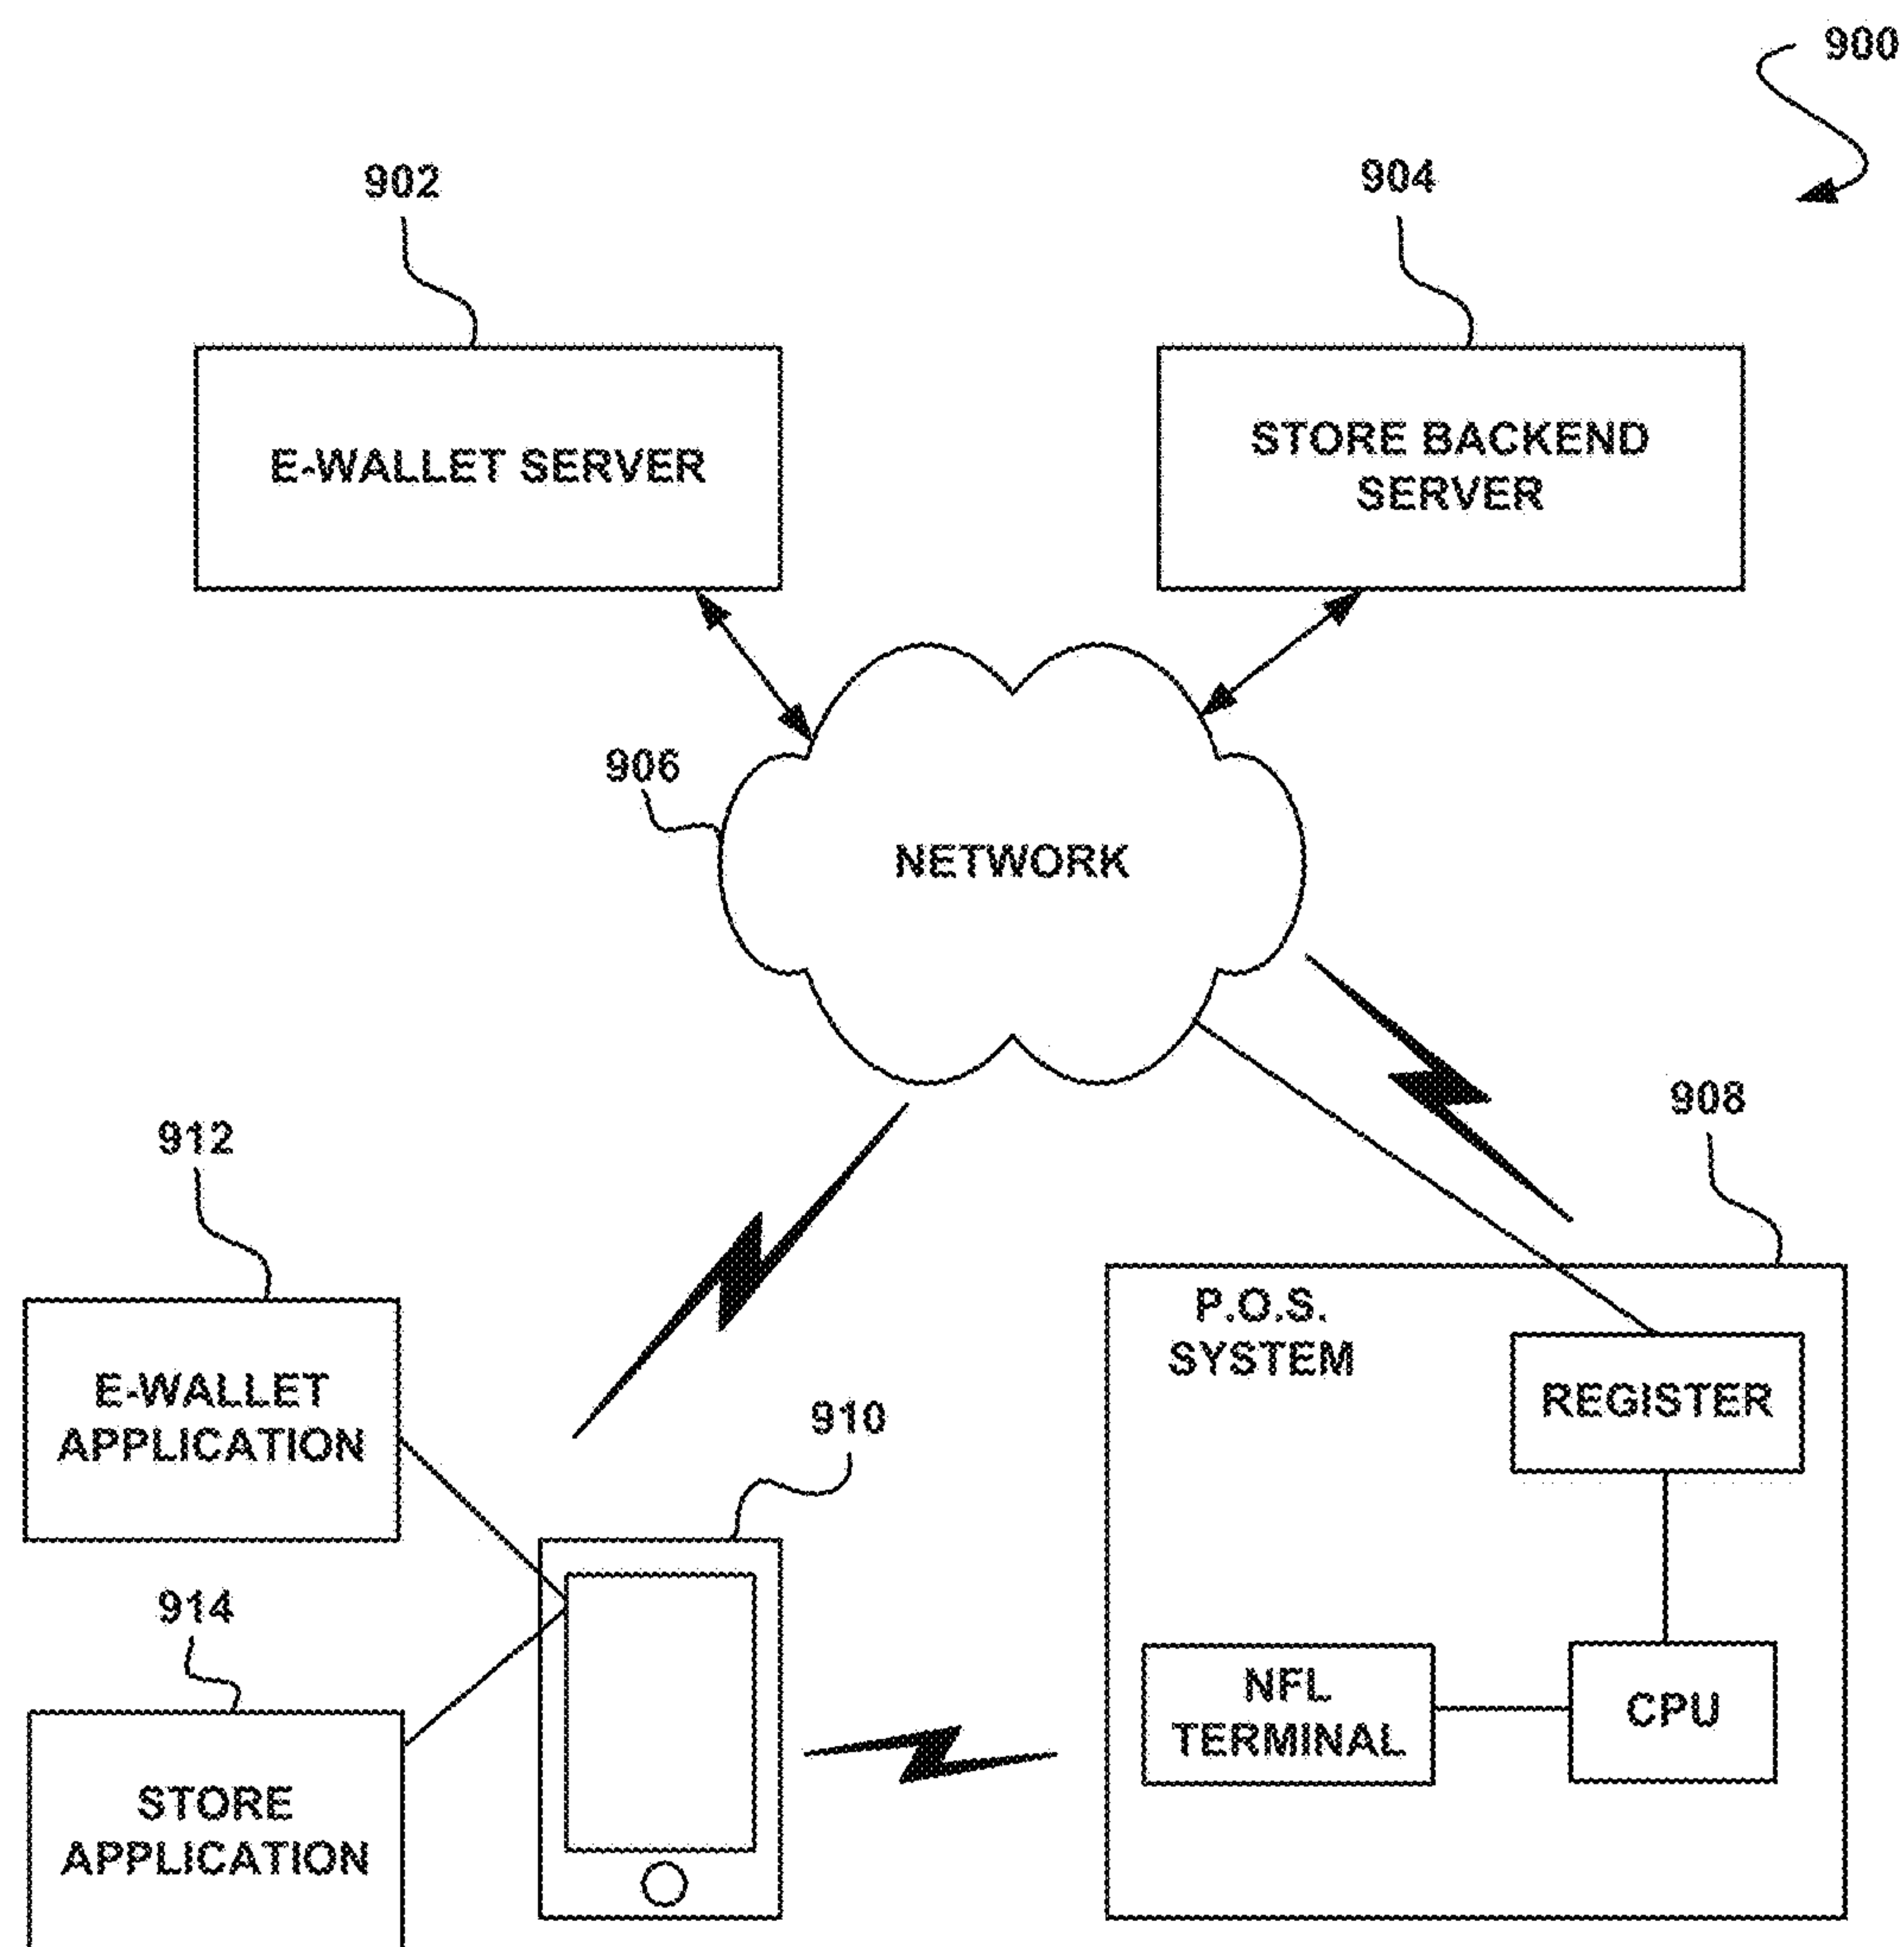 900
902
904
E-WALLET SERVER
STORE BACKEND
SERVER
906
NETWORK
908
912
P.O.S.
SYSTEM
E-WALLET
APPLICATION
REGISTER
910
914
NFL
TERMINAL
CPU
STORE
APPLICATION